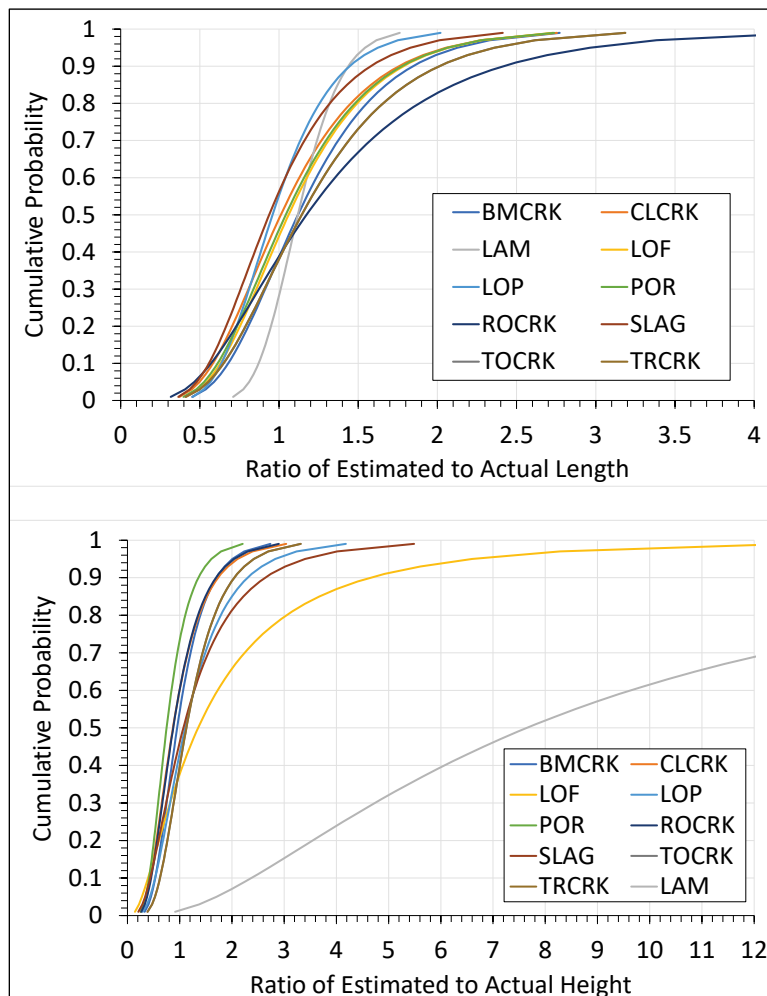 1
0.9
0.8
0.7
0.6
0.5
0.4
0.3
0.2
0.1
0
Cumulative Probability
BMCRK CLCRK
LAM LOF
LOP POR
ROCRK SLAG
TOCRK TRCRK
0 0.5 1 1.5 2 2.5 3 3.5 4
Ratio of Estimated to Actual Length
1
0.9
0.8
0.7
0.6
0.5
0.4
0.3
0.2
0.1
0
Cumulative Probability
BMCRK CLCRK
LOF LOP
POR ROCRK
SLAG TOCRK
TRCRK LAM
0 1 2 3 4 5 6 7 8 9 10 11 12
Ratio of Estimated to Actual Height